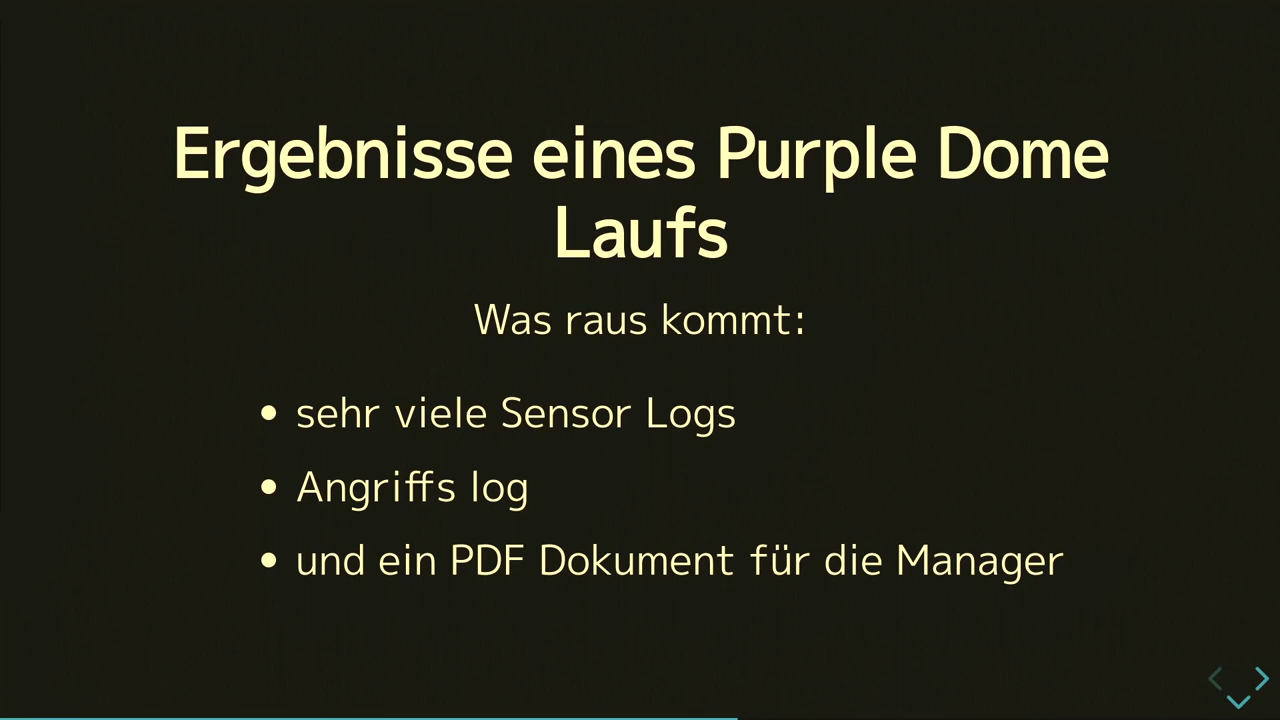 Ergebnisse eines Purple Dome
Laufs
Was raus kommt:
• sehr viele Sensor Logs
• Angriffs log
• und ein PDF Dokument für die Manager